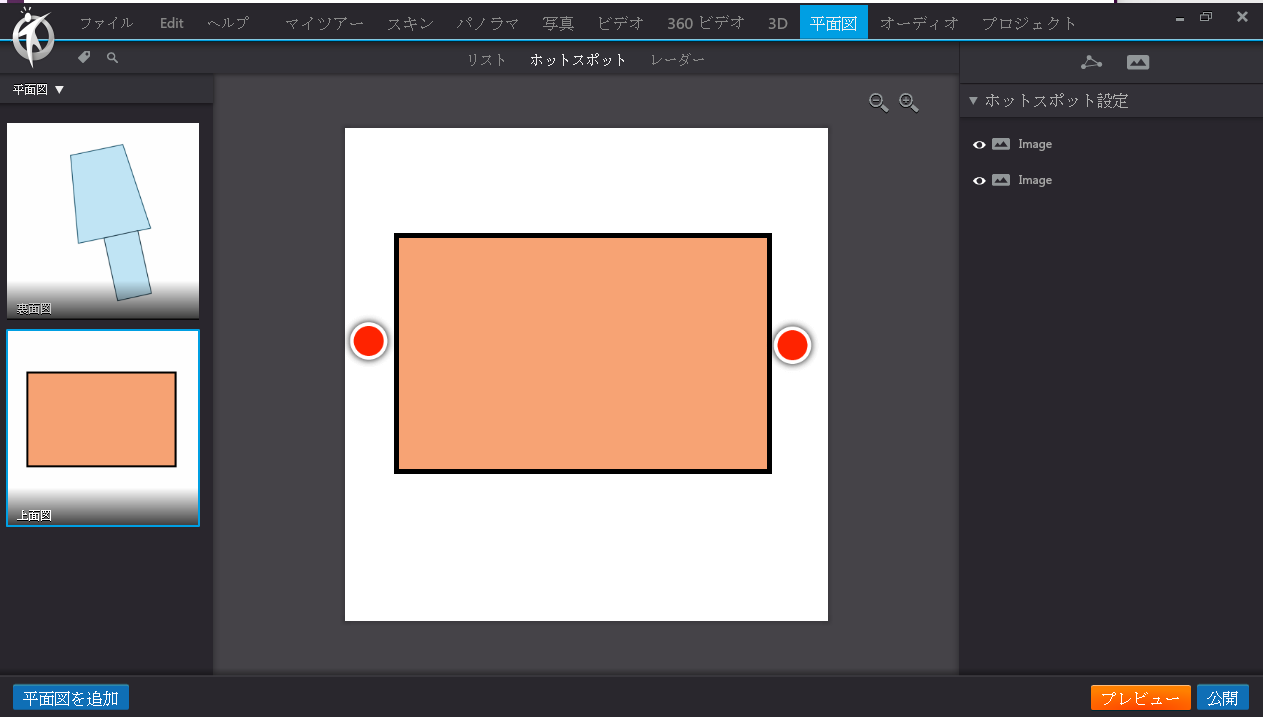 ファイル Edit ヘルプ マイツアー スキン パノラマ 写真 ビデオ 360 ビデオ 3D 平面図 オーディオ プロジェクト
リスト ホットスポット レーダー
平面図 ▼
ホットスポット設定
Image
Image
裏面図
上面図
平面図を追加 プレビュー 公開